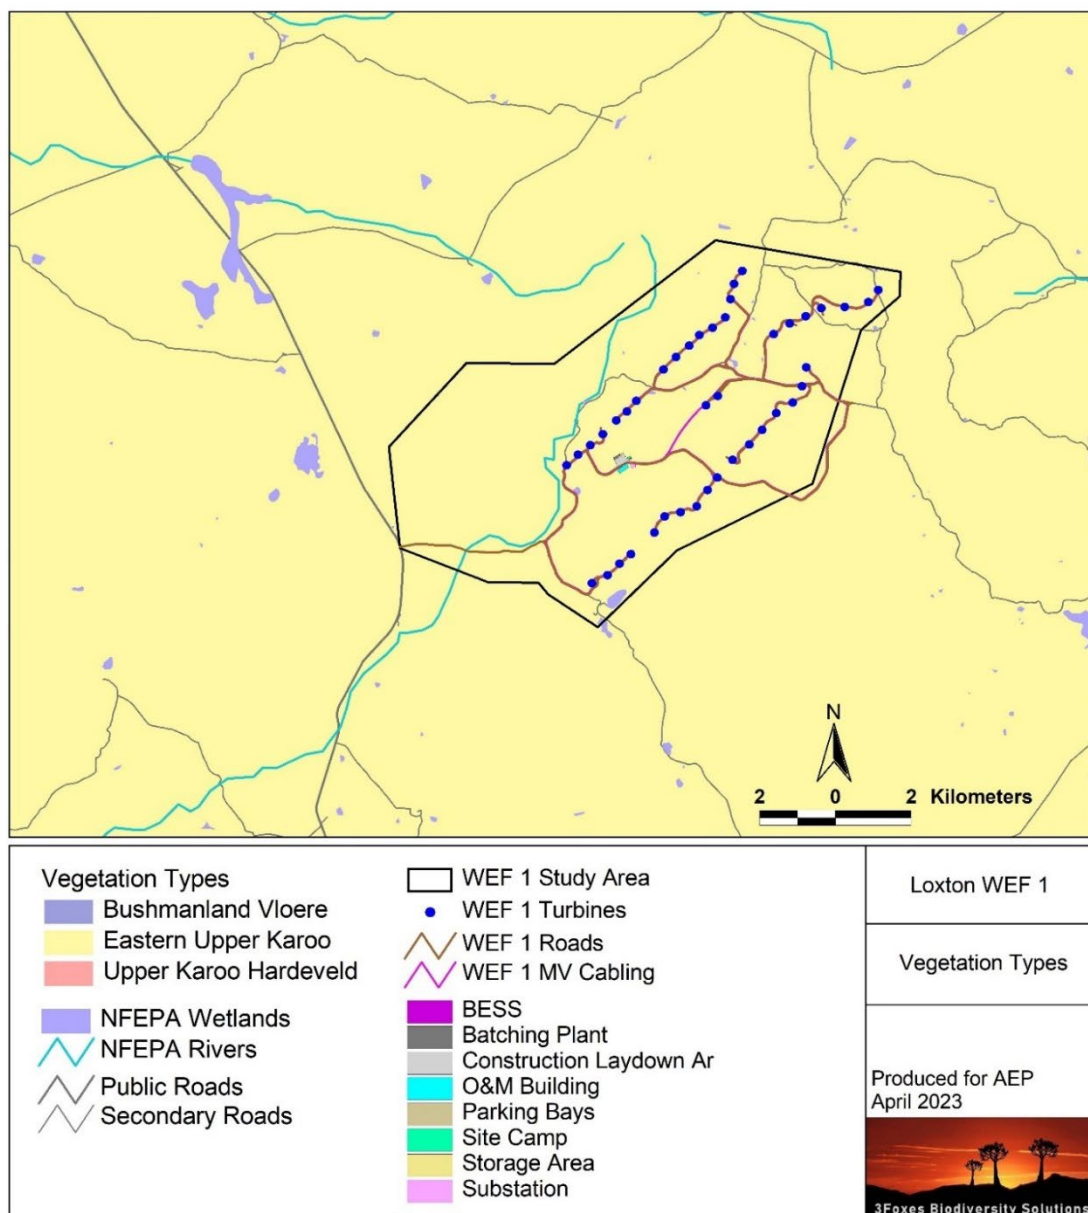 N
2 0 2 Kilometers
Vegetation Types
Bushmanland Vloere
Eastern Upper Karoo
Upper Karoo Hardeveld
NFEPA Wetlands
NFEPA Rivers
Public Roads
Secondary Roads
WEF 1 Study Area
WEF 1 Turbines
WEF 1 Roads
WEF 1 MV Cabling
BESS
Batching Plant
Construction Laydown Ar
O&M Building
Parking Bays
Site Camp
Storage Area
Substation
Loxton WEF 1
Vegetation Types
Produced for AEP
April 2023
3Foxes Biodiversity Solutions